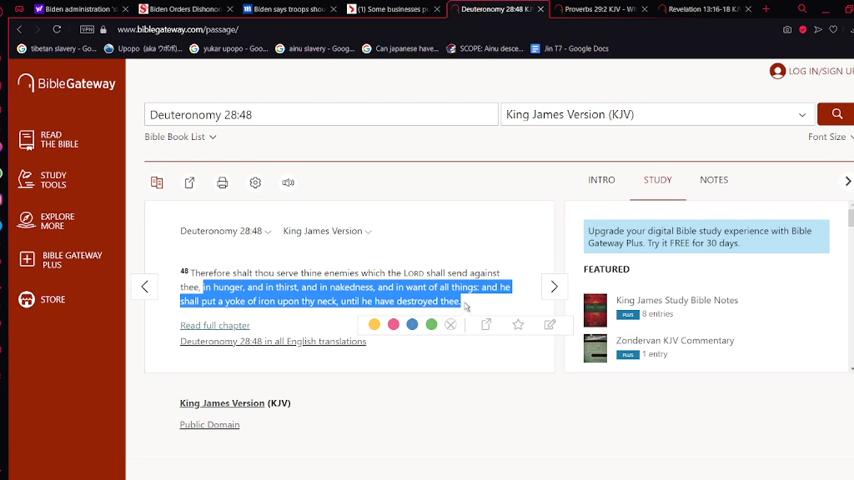 Biden administration 's
Biden Orders Dishono
Biden says troops shou
(1) Some businesses p
Deuteronomy 28:48 K
Proverbs 29:2 KJV - W
Revelation 13:16-18 K
VPN
www.biblegateway.com/passage/
tibetan slavery - Goo
Upopo (aka ウポポイ)
yukar upopo - Googl
ainu slavery - Goog
Can japanese have
SCOPE: Ainu desce
Jin T7 - Google Docs
BibleGateway
LOG IN/SIGN U
Deuteronomy 28:48
King James Version (KJV)
Bible Book List
Font Size
READ
THE BIBLE
STUDY
TOOLS
EXPLORE
MORE
BIBLE GATEWAY
PLUS
STORE
INTRO
STUDY
NOTES
Deuteronomy 28:48
King James Version
48 Therefore shalt thou serve thine enemies which the LORD shall send against
thee, in hunger, and in thirst, and in nakedness, and in want of all things: and he
shall put a yoke of iron upon thy neck, until he have destroyed thee.
Read full chapter
Deuteronomy 28:48 in all English translations
King James Version (KJV)
Public Domain
Upgrade your digital Bible study experience with Bible
Gateway Plus. Try it FREE for 30 days.
FEATURED
King James Study Bible Notes
PLUS 8 entries
Zondervan KJV Commentary
PLUS 1 entry